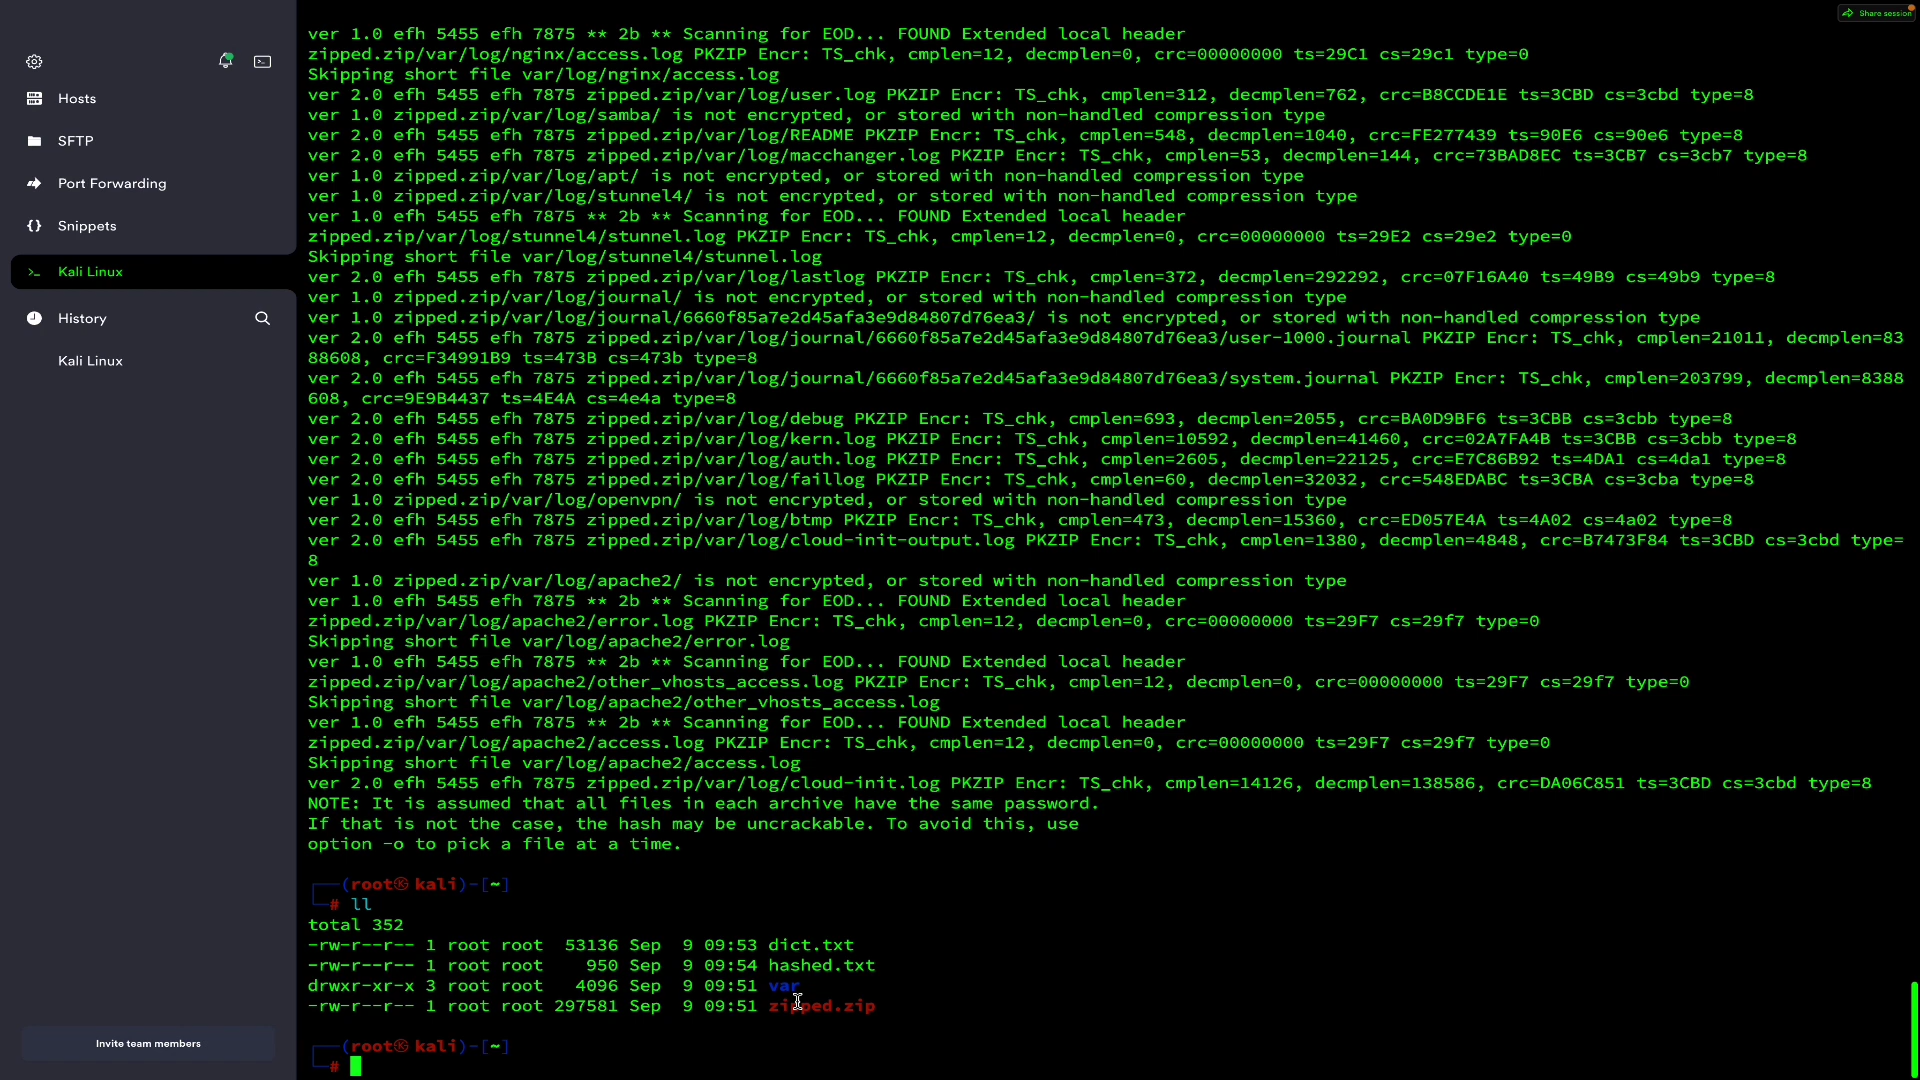 Share session
Hosts
SFTP
Port Forwarding
Snippets
Kali Linux
History
Kali Linux
Invite team members
ver 1.0 efh 5455 efh 7875 ** 2b ** Scanning for EOD... FOUND Extended local header
zipped.zip/var/log/nginx/access.log PKZIP Encr: TS_chk, cmplen=12, decmplen=0, crc=00000000 ts=29C1 cs=29c1 type=0
Skipping short file var/log/nginx/access.log
ver 2.0 efh 5455 efh 7875 zipped.zip/var/log/user.log PKZIP Encr: TS_chk, cmplen=312, decmplen=762, crc=B8CCDE1E ts=3CBD cs=3cbd type=8
ver 1.0 zipped.zip/var/log/samba/ is not encrypted, or stored with non-handled compression type
ver 2.0 efh 5455 efh 7875 zipped.zip/var/log/README PKZIP Encr: TS_chk, cmplen=548, decmplen=1040, crc=FE277439 ts=90E6 cs=90e6 type=8
ver 2.0 efh 5455 efh 7875 zipped.zip/var/log/macchanger.log PKZIP Encr: TS_chk, cmplen=53, decmplen=144, crc=73BAD8EC ts=3CB7 cs=3cb7 type=8
ver 1.0 zipped.zip/var/log/apt/ is not encrypted, or stored with non-handled compression type
ver 1.0 zipped.zip/var/log/stunnel4/ is not encrypted, or stored with non-handled compression type
ver 1.0 efh 5455 efh 7875 ** 2b ** Scanning for EOD... FOUND Extended local header
zipped.zip/var/log/stunnel4/stunnel.log PKZIP Encr: TS_chk, cmplen=12, decmplen=0, crc=00000000 ts=29E2 cs=29e2 type=0
Skipping short file var/log/stunnel4/stunnel.log
ver 2.0 efh 5455 efh 7875 zipped.zip/var/log/lastlog PKZIP Encr: TS_chk, cmplen=372, decmplen=292292, crc=07F16A40 ts=49B9 cs=49b9 type=8
ver 1.0 zipped.zip/var/log/journal/ is not encrypted, or stored with non-handled compression type
ver 1.0 zipped.zip/var/log/journal/6660f85a7e2d45afa3e9d84807d76ea3/ is not encrypted, or stored with non-handled compression type
ver 2.0 efh 5455 efh 7875 zipped.zip/var/log/journal/6660f85a7e2d45afa3e9d84807d76ea3/user-1000.journal PKZIP Encr: TS_chk, cmplen=21011, decmplen=83
88608, crc=F34991B9 ts=473B cs=473b type=8
ver 2.0 efh 5455 efh 7875 zipped.zip/var/log/journal/6660f85a7e2d45afa3e9d84807d76ea3/system.journal PKZIP Encr: TS_chk, cmplen=203799, decmplen=8388
608, crc=9E9B4437 ts=4E4A cs=4e4a type=8
ver 2.0 efh 5455 efh 7875 zipped.zip/var/log/debug PKZIP Encr: TS_chk, cmplen=693, decmplen=2055, crc=BA0D9BF6 ts=3CBB cs=3cbb type=8
ver 2.0 efh 5455 efh 7875 zipped.zip/var/log/kern.log PKZIP Encr: TS_chk, cmplen=10592, decmplen=41460, crc=02A7FA4B ts=3CBB cs=3cbb type=8
ver 2.0 efh 5455 efh 7875 zipped.zip/var/log/auth.log PKZIP Encr: TS_chk, cmplen=2605, decmplen=22125, crc=E7C86B92 ts=4DA1 cs=4da1 type=8
ver 2.0 efh 5455 efh 7875 zipped.zip/var/log/faillog PKZIP Encr: TS_chk, cmplen=60, decmplen=32032, crc=548EDABC ts=3CBA cs=3cba type=8
ver 1.0 zipped.zip/var/log/openvpn/ is not encrypted, or stored with non-handled compression type
ver 2.0 efh 5455 efh 7875 zipped.zip/var/log/btmp PKZIP Encr: TS_chk, cmplen=473, decmplen=15360, crc=ED057E4A ts=4A02 cs=4a02 type=8
ver 2.0 efh 5455 efh 7875 zipped.zip/var/log/cloud-init-output.log PKZIP Encr: TS_chk, cmplen=1380, decmplen=4848, crc=B7473F84 ts=3CBD cs=3cbd type=
8
ver 1.0 zipped.zip/var/log/apache2/ is not encrypted, or stored with non-handled compression type
ver 1.0 efh 5455 efh 7875 ** 2b ** Scanning for EOD... FOUND Extended local header
zipped.zip/var/log/apache2/error.log PKZIP Encr: TS_chk, cmplen=12, decmplen=0, crc=00000000 ts=29F7 cs=29f7 type=0
Skipping short file var/log/apache2/error.log
ver 1.0 efh 5455 efh 7875 ** 2b ** Scanning for EOD... FOUND Extended local header
zipped.zip/var/log/apache2/other_vhosts_access.log PKZIP Encr: TS_chk, cmplen=12, decmplen=0, crc=00000000 ts=29F7 cs=29f7 type=0
Skipping short file var/log/apache2/other_vhosts_access.log
ver 1.0 efh 5455 efh 7875 ** 2b ** Scanning for EOD... FOUND Extended local header
zipped.zip/var/log/apache2/access.log PKZIP Encr: TS_chk, cmplen=12, decmplen=0, crc=00000000 ts=29F7 cs=29f7 type=0
Skipping short file var/log/apache2/access.log
ver 2.0 efh 5455 efh 7875 zipped.zip/var/log/cloud-init.log PKZIP Encr: TS_chk, cmplen=14126, decmplen=138586, crc=DA06C851 ts=3CBD cs=3cbd type=8
NOTE: It is assumed that all files in each archive have the same password.
If that is not the case, the hash may be uncrackable. To avoid this, use
option -o to pick a file at a time.
┌──(root㉿kali)-[~]
└─# ll
total 352
-rw-r--r-- 1 root root  53136 Sep  9 09:53 dict.txt
-rw-r--r-- 1 root root    950 Sep  9 09:54 hashed.txt
drwxr-xr-x 3 root root   4096 Sep  9 09:51 var
-rw-r--r-- 1 root root 297581 Sep  9 09:51 zipped.zip
┌──(root㉿kali)-[~]
└─#